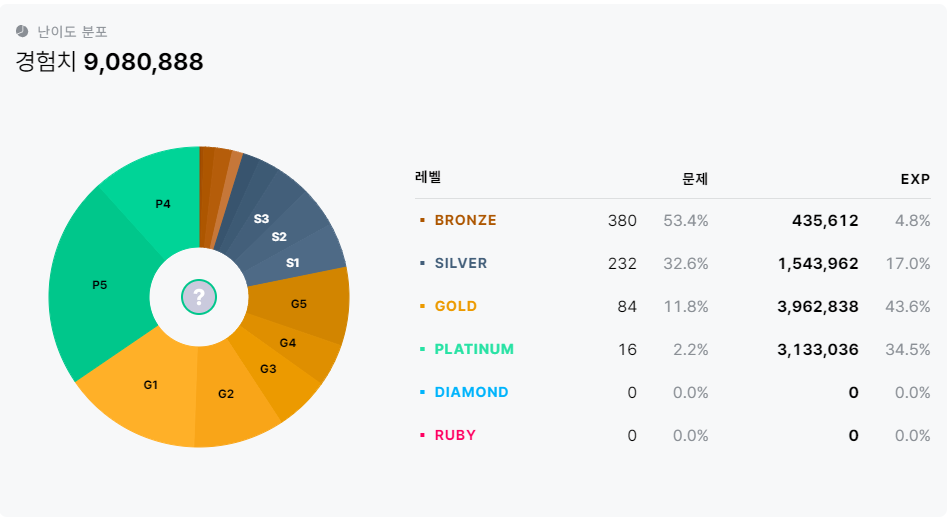 난이도 분포
경험치 9,080,888
P4
S3
S2
S1
P5
?
G5
G4
G3
G1
G2
레벨 문제 EXP
BRONZE 380 53.4% 435,612 4.8%
SILVER 232 32.6% 1,543,962 17.0%
GOLD 84 11.8% 3,962,838 43.6%
PLATINUM 16 2.2% 3,133,036 34.5%
DIAMOND 0 0.0% 0 0.0%
RUBY 0 0.0% 0 0.0%